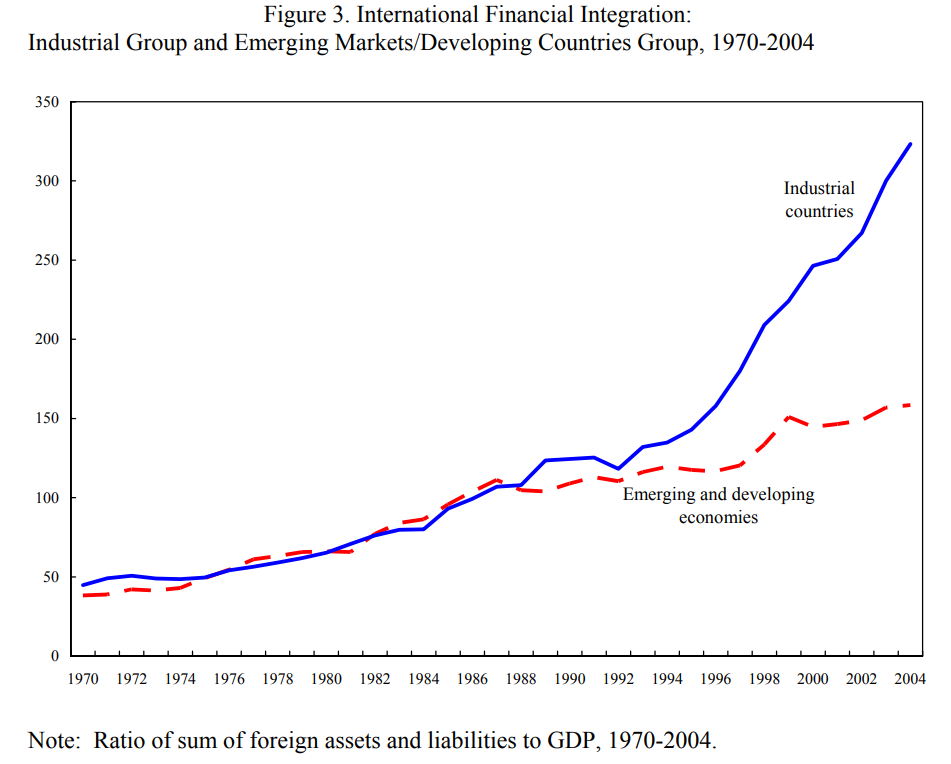 Figure 3. International Financial Integration:
Industrial Group and Emerging Markets/Developing Countries Group, 1970-2004
350
300
250
200
150
100
50
0
Industrial
countries
Emerging and developing
economies
1970 1972 1974 1976 1978 1980 1982 1984 1986 1988 1990 1992 1994 1996 1998 2000 2002 2004
Note:  Ratio of sum of foreign assets and liabilities to GDP, 1970-2004.